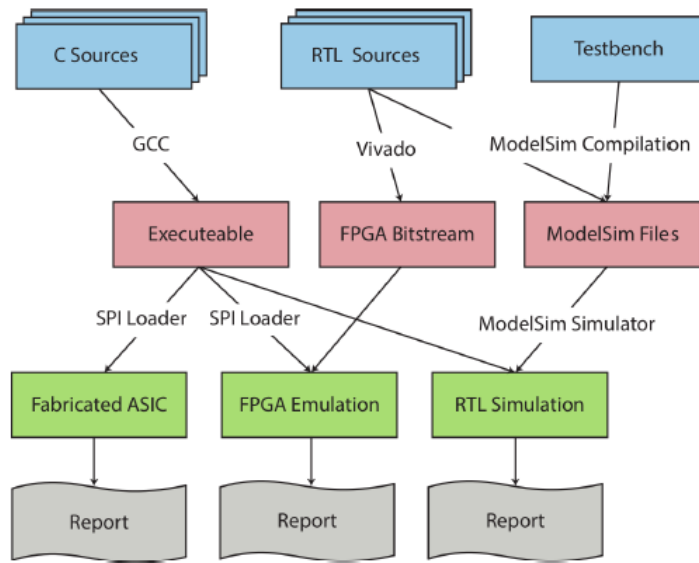 C Sources
RTL Sources
Testbench
GCC
Vivado
ModelSim Compilation
Executeable
FPGA Bitstream
ModelSim Files
SPI Loader
SPI Loader
ModelSim Simulator
Fabricated ASIC
FPGA Emulation
RTL Simulation
Report
Report
Report